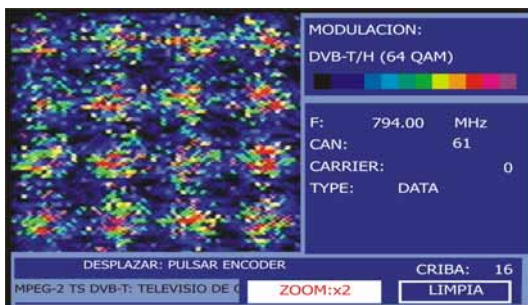 MODULACION:
DVB-T/H (64 QAM)
F: 794.00 MHz
CAN: 61
CARRIER: 0
TYPE: DATA
DESPLAZAR: PULSAR ENCODER
CRIBA: 16
MPEG-2 TS DVB-T: TELEVISIO DE
ZOOM:x2
LIMPIA